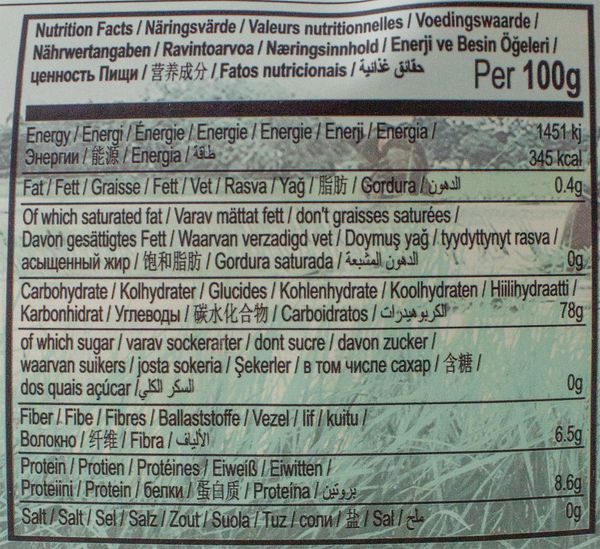 Nutrition Facts / Näringsvärde / Valeurs nutritionnelles / Voedingswaarde /
Nährwertangaben / Ravintoarvoa / Næringsinnhold / Enerji ve Besin Öğeleri /
ценность Пищи / 营养成分 / Fatos nutricionais / حقائق غذائية
Per 100g
Energy / Energi / Énergie / Energie / Energie / Enerji / Energia / 1451 kj
Энергии / 能源 / Energia / طاقة 345 kcal
Fat / Fett / Graisse / Fett / Vet / Rasva / Yağ / 脂肪 / Gordura / الدهون 0.4g
Of which saturated fat / Varav mättat fett / don't graisses saturées /
Davon gesättigtes Fett / Waarvan verzadigd vet / Doymuş yağ / tyydyttynyt rasva /
асыщенный жир / 饱和脂肪 / Gordura saturada / الدهون المشبعة 0g
Carbohydrate / Kolhydrater / Glucides / Kohlenhydrate / Koolhydraten / Hiilihydraatti /
Karbonhidrat / Углеводы / 碳水化合物 / Carboidratos / الكربوهيدرات 78g
of which sugar / varav sockerarter / dont sucre / davon zucker /
waarvan suikers / josta sokeria / Şekerler / в том числе сахар / 含糖 /
dos quais açúcar / السكر الكلي 0g
Fiber / Fibe / Fibres / Ballaststoffe / Vezel / lif / kuitu /
Волокно / 纤维 / Fibra / الألياف 6.5g
Protein / Protien / Protéines / Eiweiß / Eiwitten /
Proteiini / Protein / белки / 蛋白质 / Proteína / بروتين 8.6g
Salt / Salt / Sel / Salz / Zout / Suola / Tuz / соли / 盐 / Sal / ملح 0g